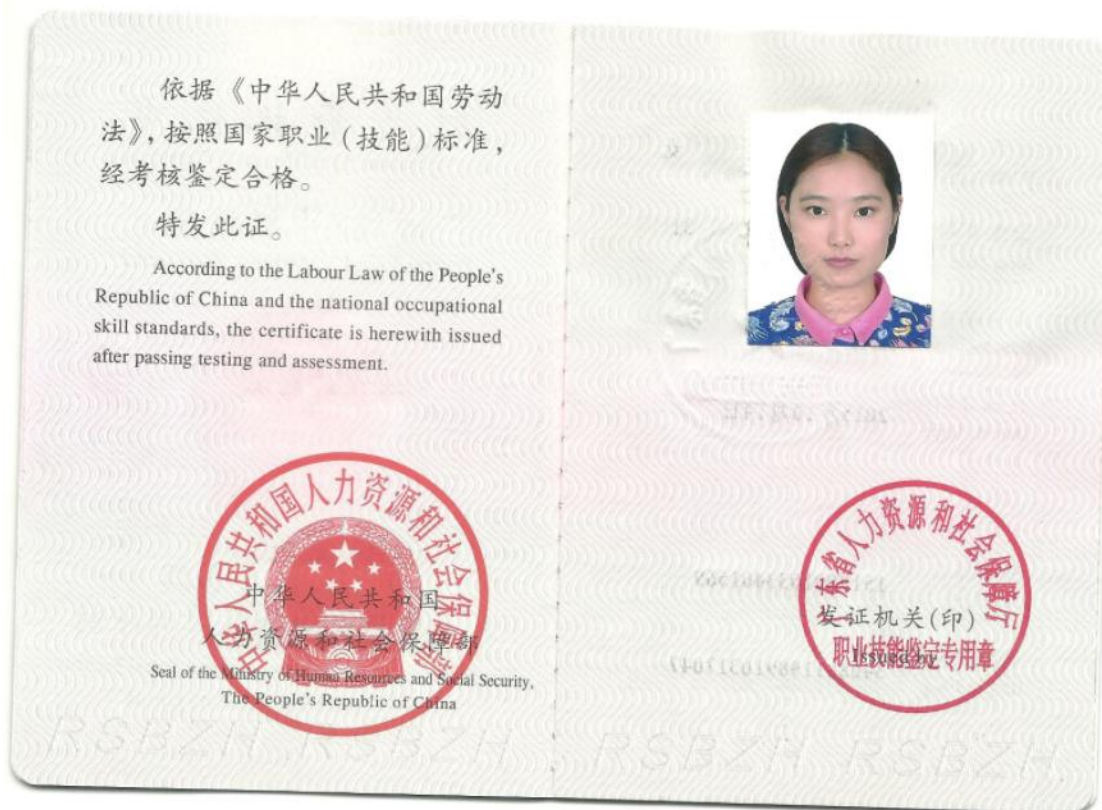 依据《中华人民共和国劳动
法》，按照国家职业（技能）标准，
经考核鉴定合格。
特发此证。
According to the Labour Law of the People's
Republic of China and the national occupational
skill standards, the certificate is herewith issued
after passing testing and assessment.
中华人民共和国人力资源和社会保障部
中华人民共和国
人力资源和社会保障部
Seal of the Ministry of Human Resources and Social Security,
The People's Republic of China
广东省人力资源和社会保障厅
发证机关(印)
Issued by
职业技能鉴定专用章
RSBZH RSBZH RSBZH RSBZH